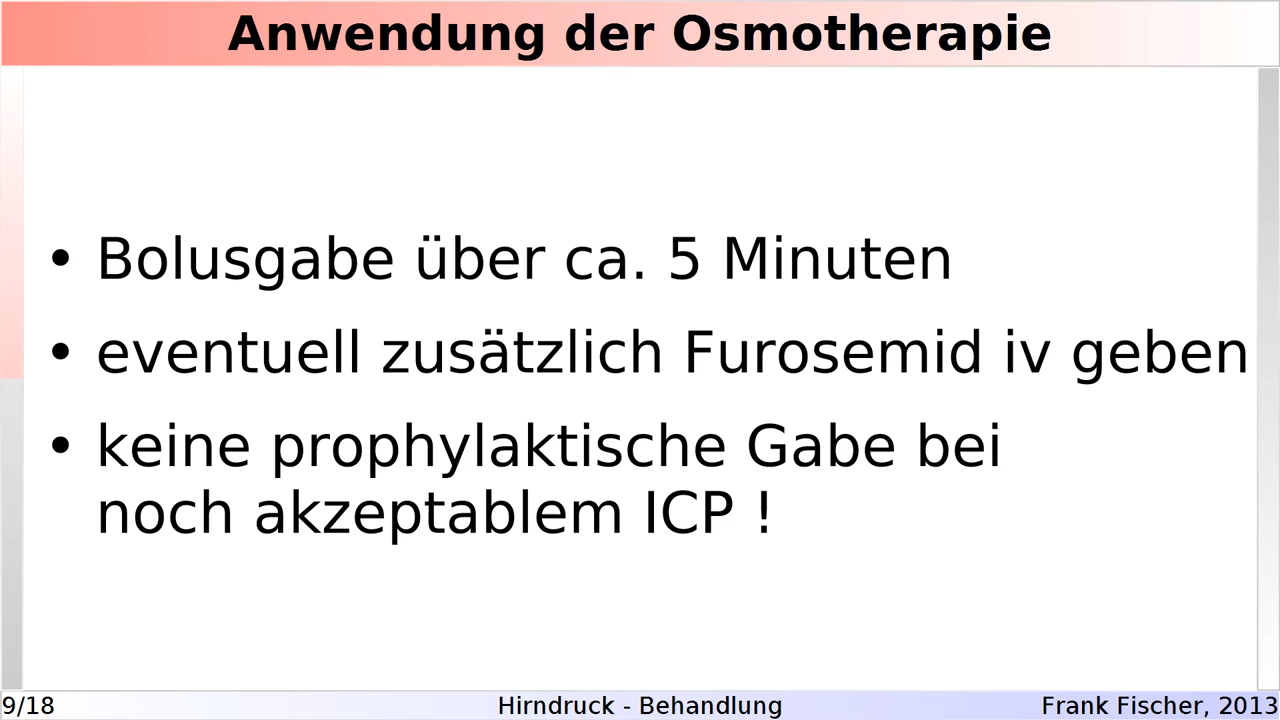 Anwendung der Osmotherapie
• Bolusgabe über ca. 5 Minuten
• eventuell zusätzlich Furosemid iv geben
• keine prophylaktische Gabe bei
noch akzeptablem ICP !
9/18
Hirndruck - Behandlung
Frank Fischer, 2013